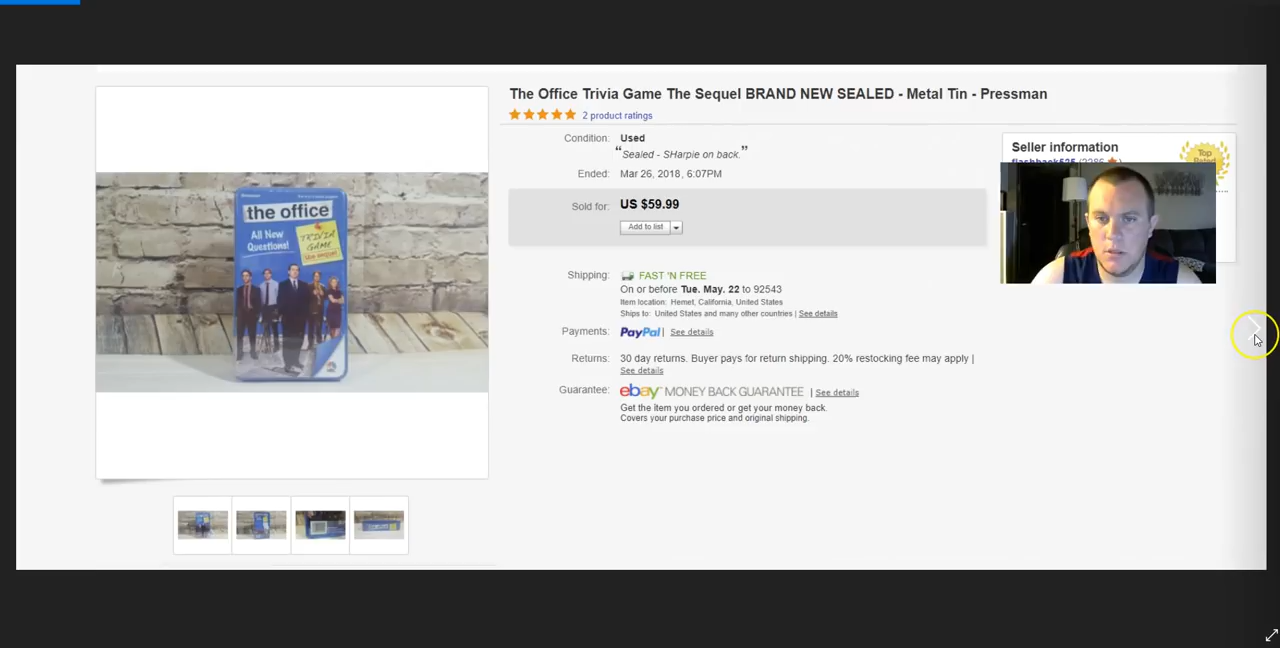 The Office Trivia Game The Sequel BRAND NEW SEALED - Metal Tin - Pressman
2 product ratings
Condition: Used
“Sealed - SHarpie on back.”
Ended: Mar 26, 2018, 6:07PM
Sold for: US $59.99
Add to list
Shipping: FAST 'N FREE
On or before Tue. May. 22 to 92543
Item location: Hemet, California, United States
Ships to: United States and many other countries | See details
Payments: PayPal | See details
Returns: 30 day returns. Buyer pays for return shipping. 20% restocking fee may apply |
See details
Guarantee: ebay MONEY BACK GUARANTEE | See details
Get the item you ordered or get your money back.
Covers your purchase price and original shipping.
Seller information
Top
Rated
the office
All New
Questions!
TRIVIA
GAME